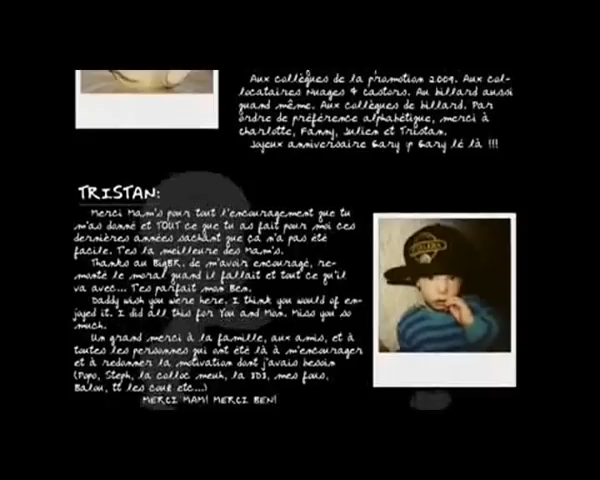 Aux collègues de la promotion 2009. Aux col-
locataires Nuages & castors. Au billard aussi
quand même. Aux collègues de billard. Par
ordre de préférence alphabétique, merci à
Charlotte, Fanny, Julien et Tristan.
Joyeux anniversaire Gary Gary lé là !!!
TRISTAN:
Merci Mam's pour tout l'encouragement que tu
m'as donné et TOUT ce que tu as fait pour moi ces
dernières années sachant que ça n'a pas été
facile. T'es la meilleure des Mam's.
Thanks au BigBK. de m'avoir encouragé, re-
monté le moral quand il fallait et tout ce qu'il
va avec... T'es parfait mon Ben.
Daddy wish you were here, I think you would of en-
joyed it. I did all this for You and Mom. Miss you so
much.
Un grand merci à la famille, aux amis, et à
toutes les personnes qui ont été là à m'encourager
et à redonner la motivation dont j'avais besoin
(Popo, Steph, la colloc meuh, la 3D3, mes fous,
Balou, tt les cour etc...)
MERCI MAM! MERCI BEN!